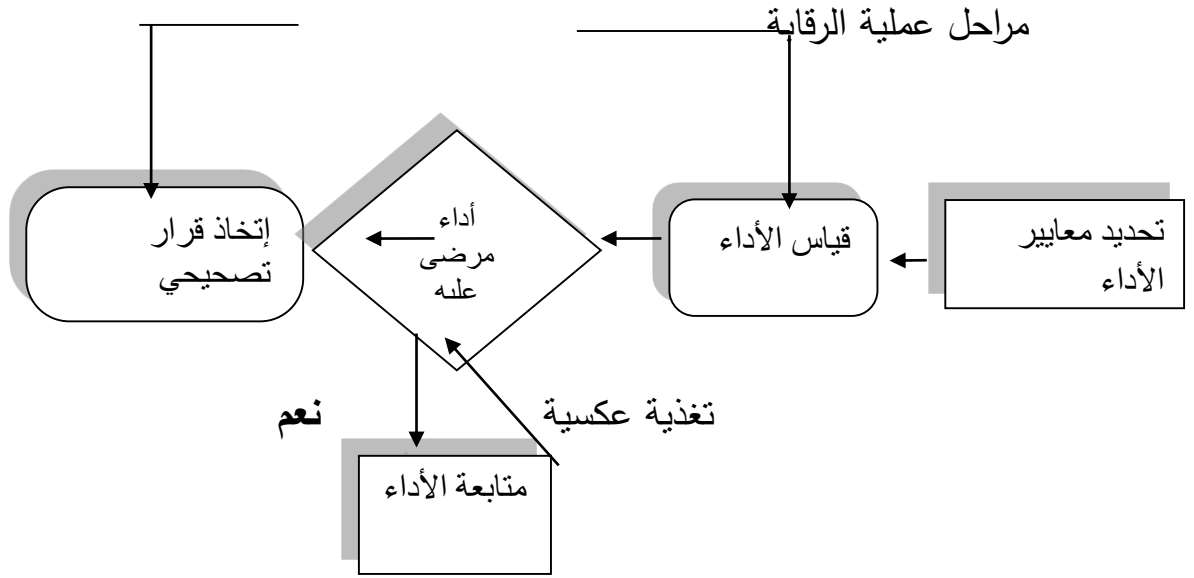 مراحل عملية الرقابة
تحديد معايير
الأداء
قياس الأداء
أداء
مرضى
عليه
إتخاذ قرار
تصحيحي
تغذية عكسية
نعم
متابعة الأداء